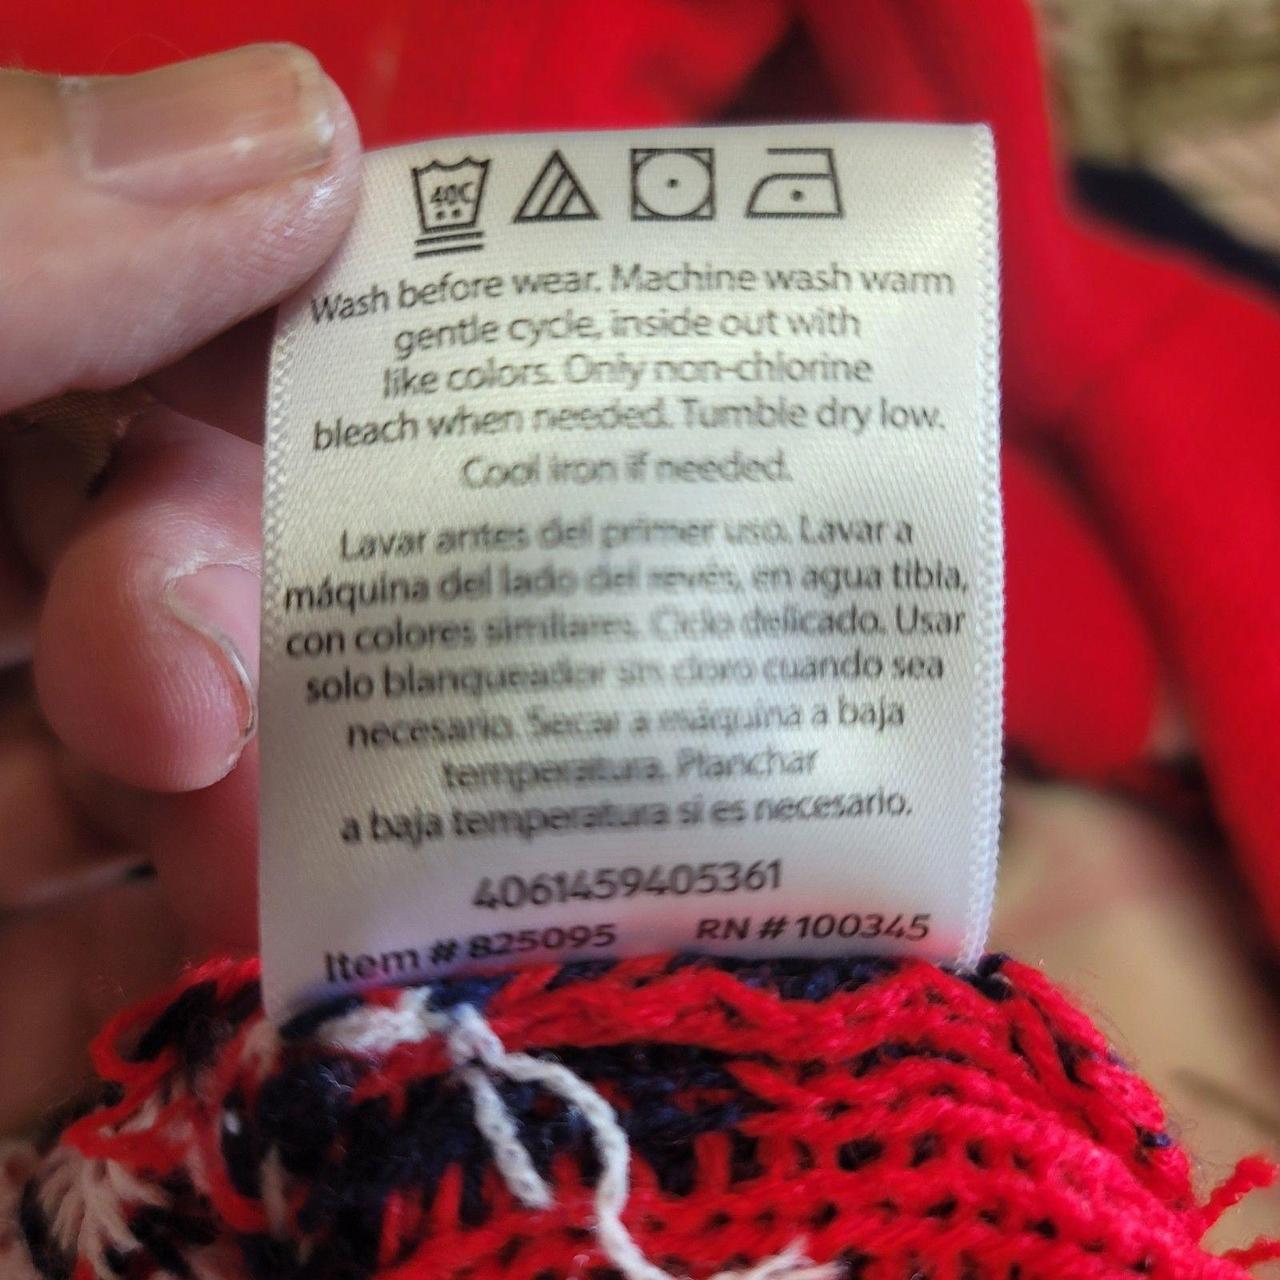 40C
Wash before wear. Machine wash warm
gentle cycle, inside out with
like colors. Only non-chlorine
bleach when needed. Tumble dry low.
Cool iron if needed.
Lavar antes del primer uso. Lavar a
máquina del lado del revés, en agua tibia,
con colores similares. Ciclo delicado. Usar
solo blanqueador sin cloro cuando sea
necesario. Secar a máquina a baja
temperatura. Planchar
a baja temperatura si es necesario.
4061459405361
Item # 825095 RN # 100345